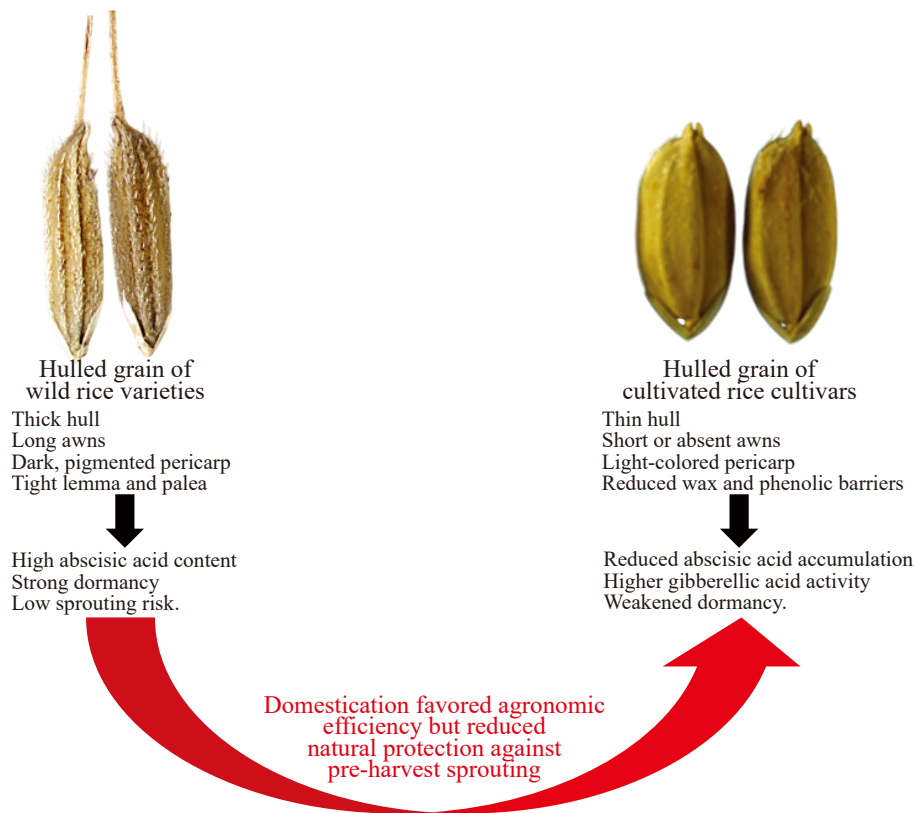 Hulled grain of
wild rice varieties
Thick hull
Long awns
Dark, pigmented pericarp
Tight lemma and palea
High abscisic acid content
Strong dormancy
Low sprouting risk.
Hulled grain of
cultivated rice cultivars
Thin hull
Short or absent awns
Light-colored pericarp
Reduced wax and phenolic barriers
Reduced abscisic acid accumulation
Higher gibberellic acid activity
Weakened dormancy.
Domestication favored agronomic
efficiency but reduced
natural protection against
pre-harvest sprouting